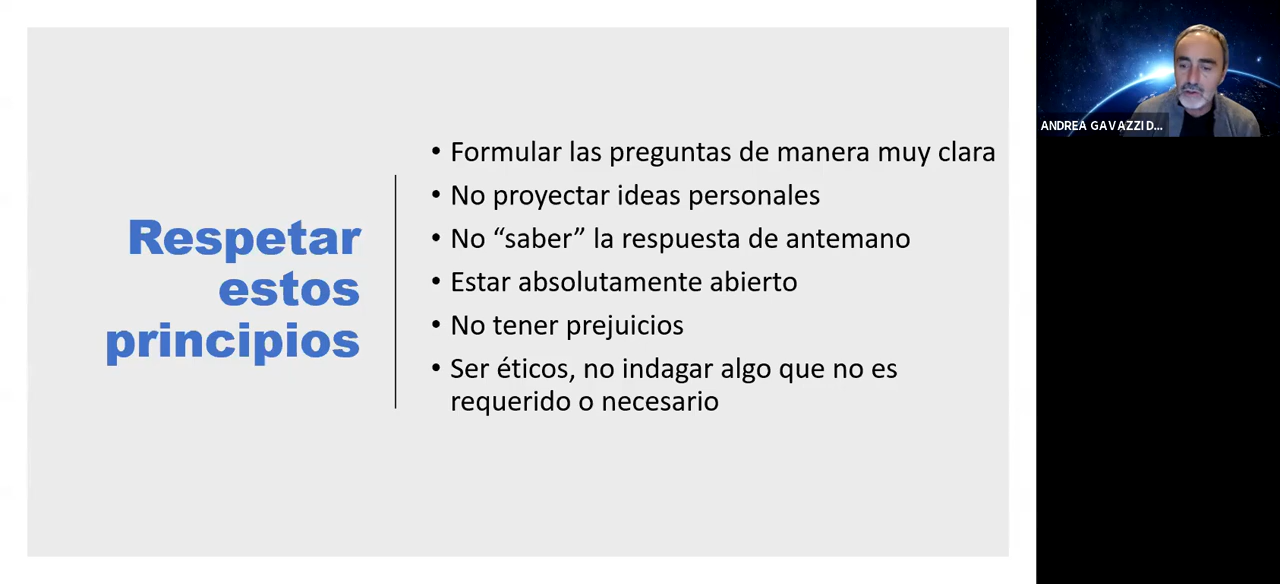 Respetar
estos
principios
• Formular las preguntas de manera muy clara
• No proyectar ideas personales
• No “saber” la respuesta de antemano
• Estar absolutamente abierto
• No tener prejuicios
• Ser éticos, no indagar algo que no es
requerido o necesario
ANDREA GAVAZZI D...